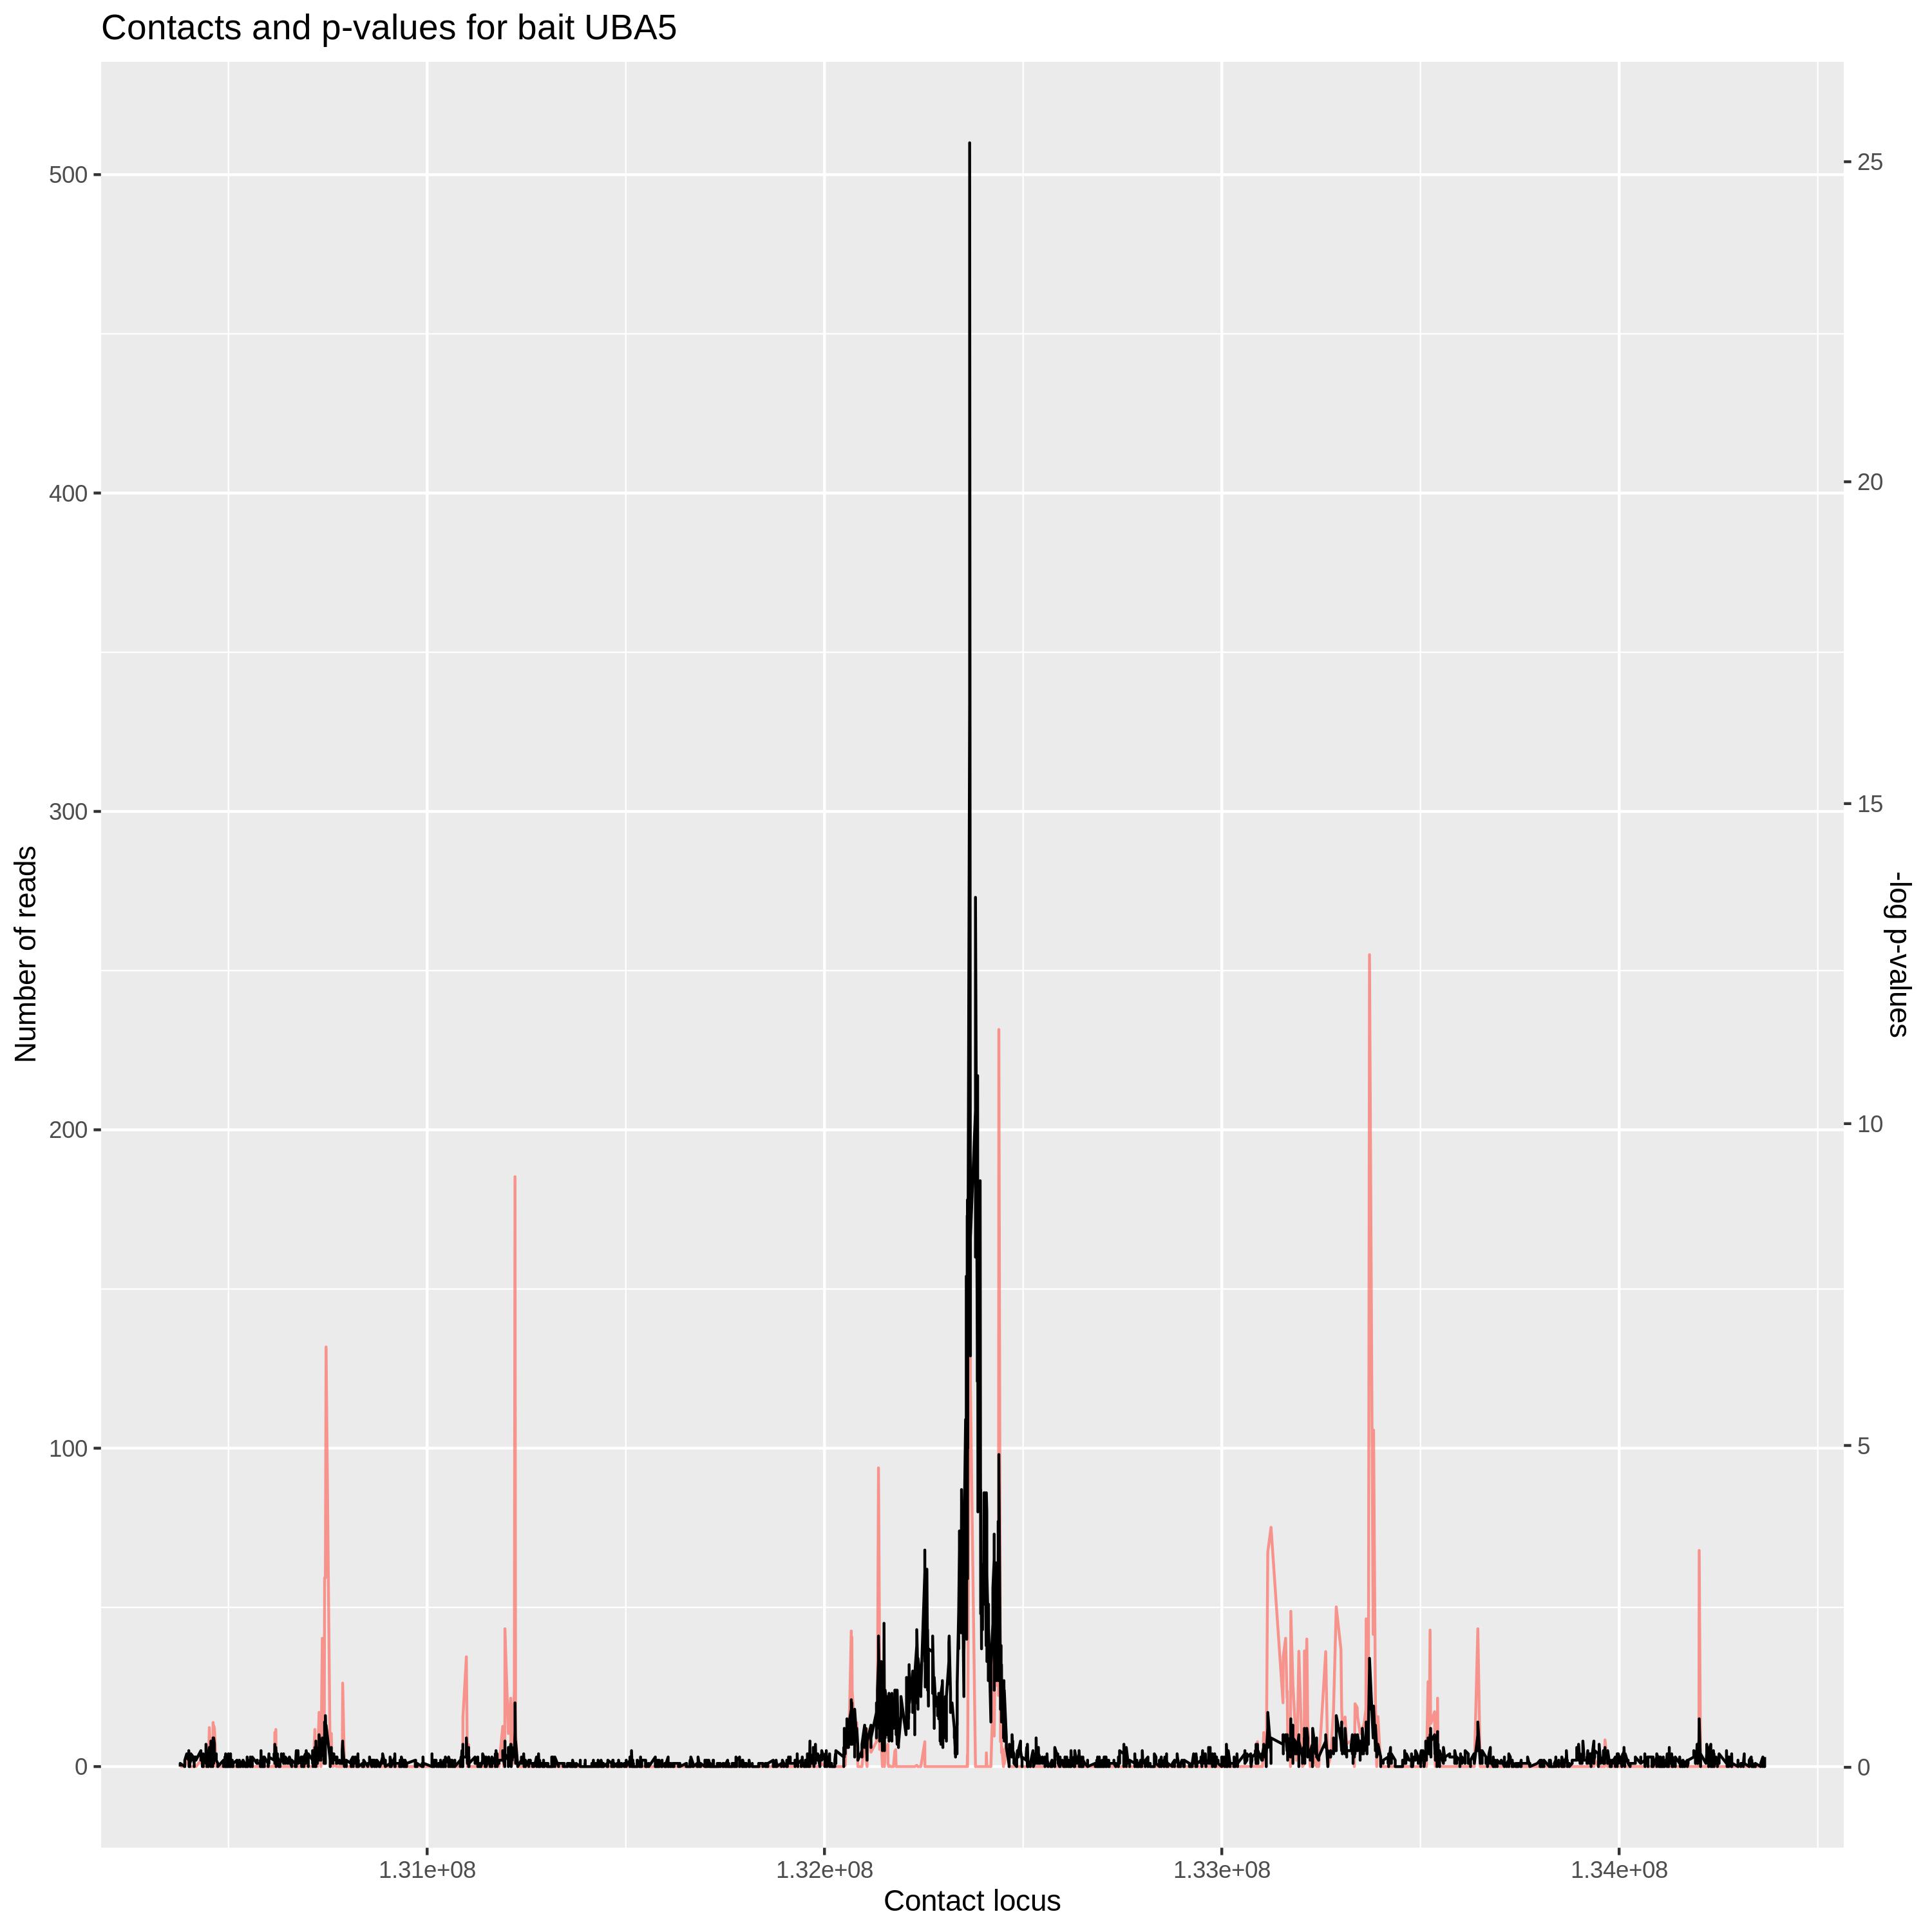 Contacts and p-values for bait UBA5
500
400
300
200
100
0
Number of reads
25
20
15
10
5
0
-log p-values
1.31e+08 1.32e+08 1.33e+08 1.34e+08
Contact locus